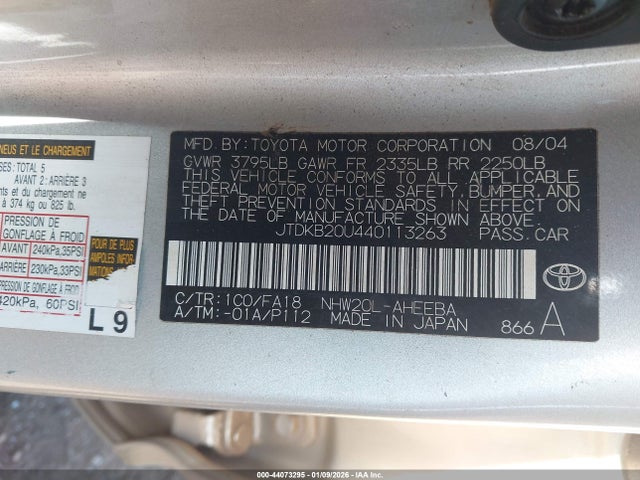 NEUS ET LE CHARGEMENT
SES: TOTAL 5
AVANT 2: ARRIÈRE 3
ants et du chargement ne
à 374 kg ou 825 lb.
PRESSION DE
GONFLAGE À FROID
AVANT 240kPa,35PSI
ARRIÈRE 230kPa,33PSI
PRESSION DE
GONFLAGE À FROID
420kPa, 60PSI
POUR DE PLUS
AMPLES INFOR
L 9
MFD. BY: TOYOTA MOTOR CORPORATION 08/04
GVWR 3795LB GAWR FR 2335LB RR 2250LB
THIS VEHICLE CONFORMS TO ALL APPLICABLE
FEDERAL MOTOR VEHICLE SAFETY, BUMPER, AND
THEFT PREVENTION STANDARDS IN EFFECT ON
THE DATE OF MANUFACTURE SHOWN ABOVE.
JTDKB20U440113263 PASS.CAR
C/TR:1C0/FA18 NHW20L-AHEEBA
A/TM:-01A/P112 MADE IN JAPAN
866 A
000-44073295 - 01/09/2026 - IAAI.COM